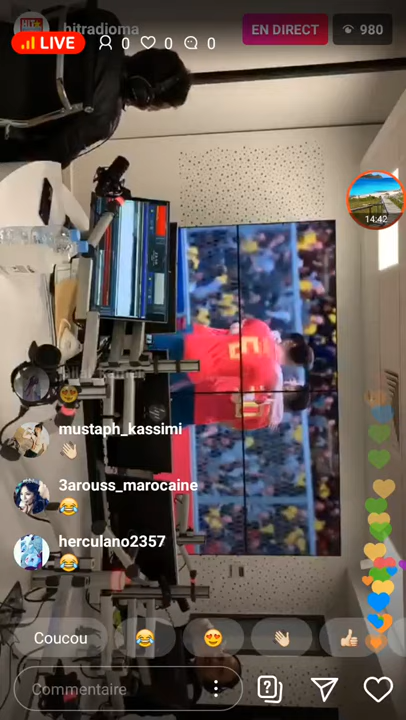 hitradioma
EN DIRECT
980
LIVE
0
0
0
14:42
mustaph_kassimi
3arouss_marocaine
herculano2357
Coucou
Commentaire